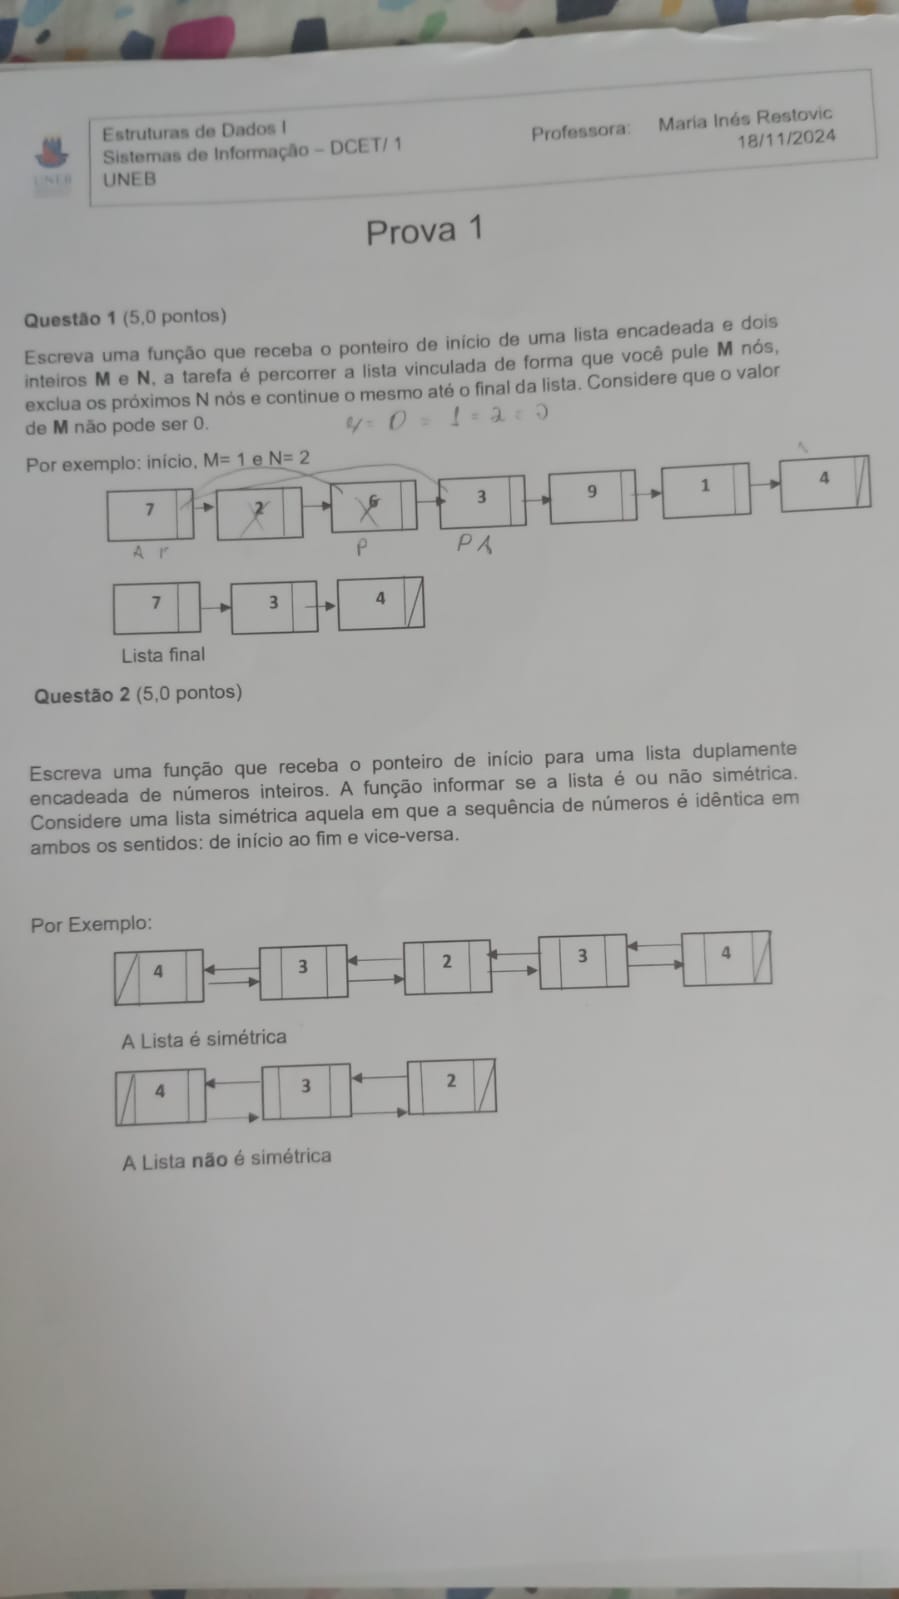 Estruturas de Dados I
Sistemas de Informação – DCET/ 1
UNEB
Professora: Maria Inés Restovic
18/11/2024
UNEB
Prova 1
Questão 1 (5,0 pontos)
Escreva uma função que receba o ponteiro de início de uma lista encadeada e dois
inteiros M e N, a tarefa é percorrer a lista vinculada de forma que você pule M nós,
exclua os próximos N nós e continue o mesmo até o final da lista. Considere que o valor
de M não pode ser 0.
Por exemplo: início, M= 1 e N= 2
7 2 6 3 9 1 4
P P A
7 3 4
Lista final
Questão 2 (5,0 pontos)
Escreva uma função que receba o ponteiro de início para uma lista duplamente
encadeada de números inteiros. A função informar se a lista é ou não simétrica.
Considere uma lista simétrica aquela em que a sequência de números é idêntica em
ambos os sentidos: de início ao fim e vice-versa.
Por Exemplo:
4 3 2 3 4
A Lista é simétrica
4 3 2
A Lista não é simétrica